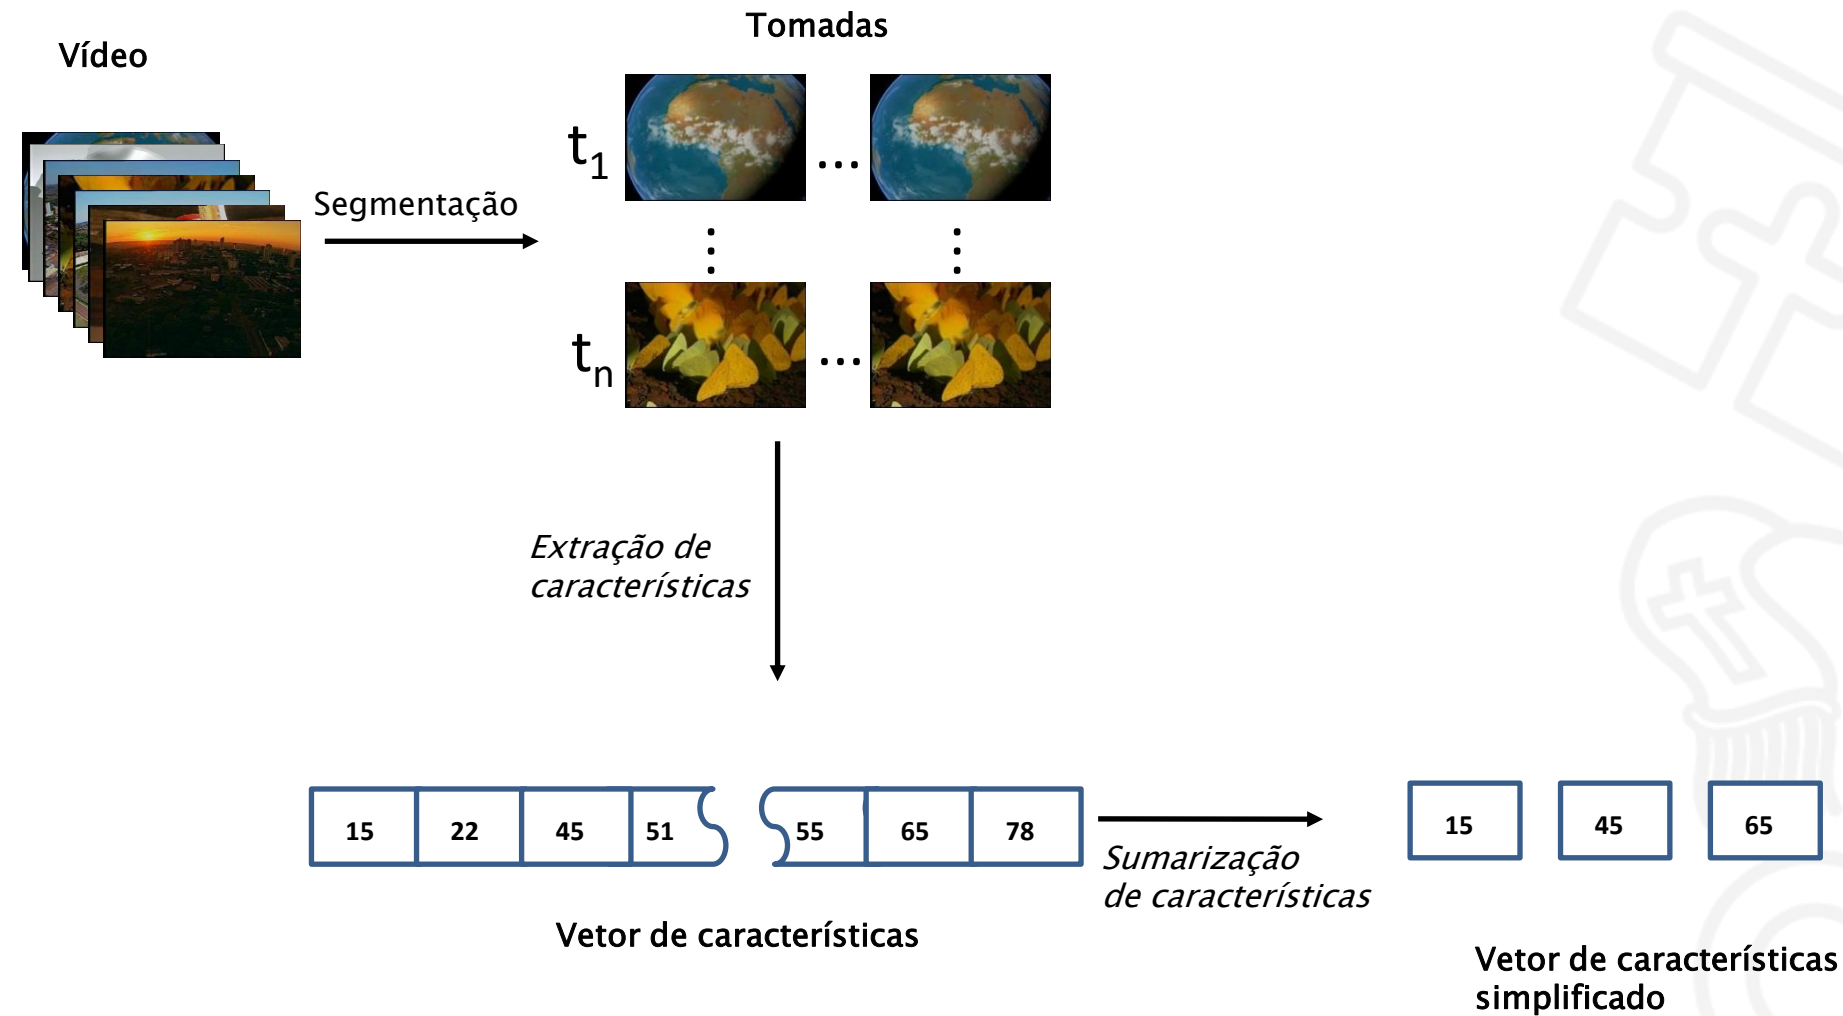 Vídeo
Tomadas
Segmentação
t1
...
tn
...
Extração de
características
15 22 45 51 55 65 78
Vetor de características
Sumarização
de características
15 45 65
Vetor de características
simplificado